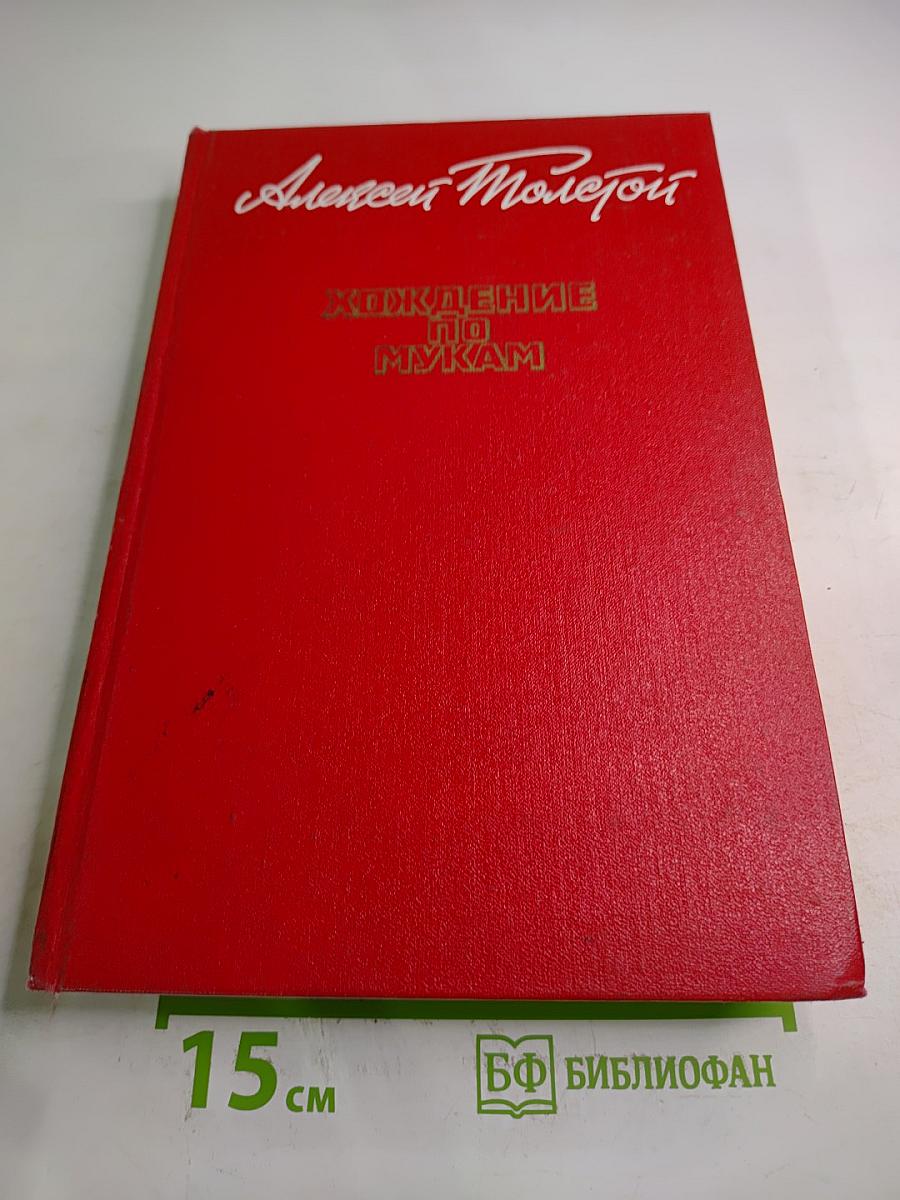 Алексей Толстой
ХОЖДЕНИЕ
ПО
МУКАМ
15 см
БФ БИБЛИОФАН